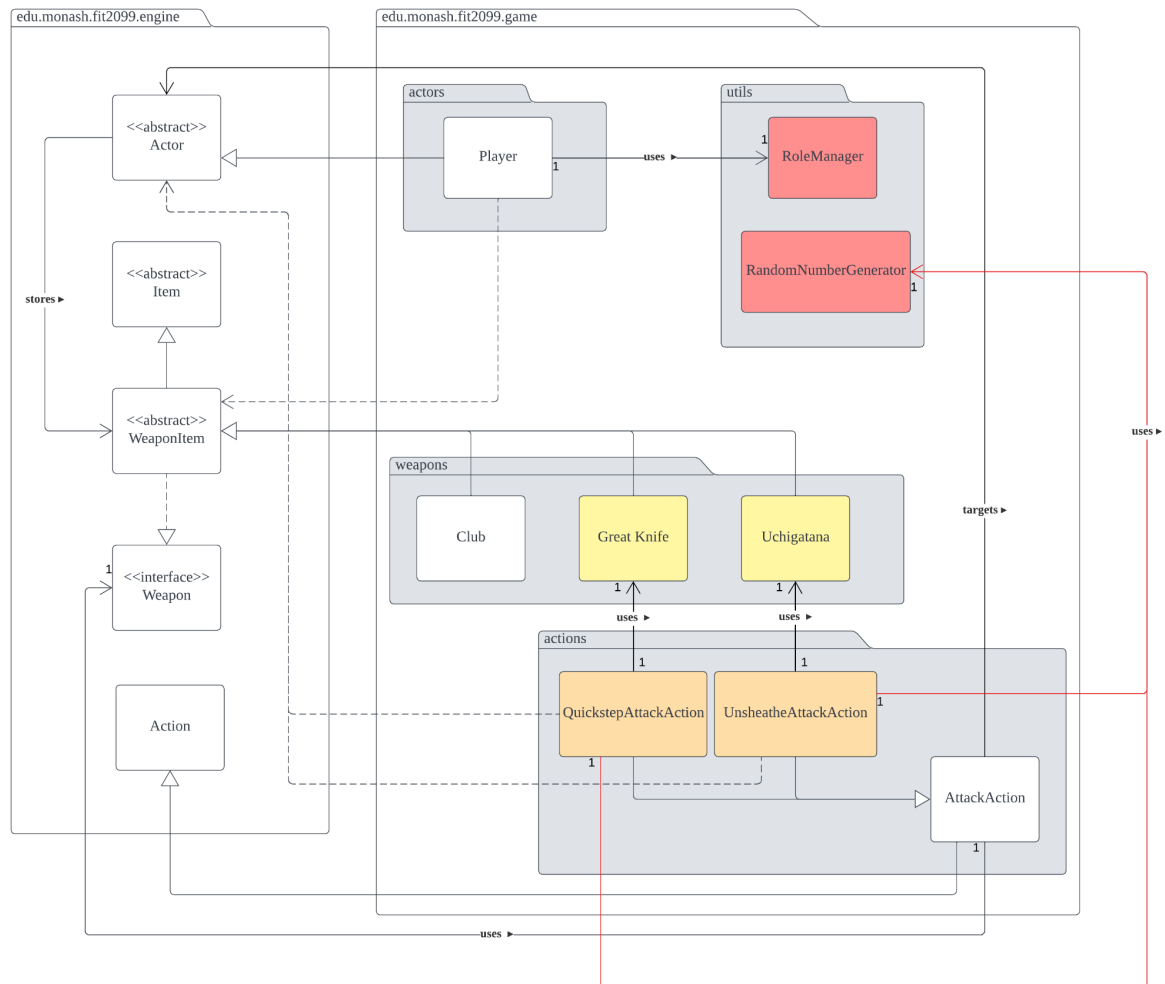 edu.monash.fit2099.engine
edu.monash.fit2099.game
actors
utils
<<abstract>>
Actor
Player
1
uses ►
1
RoleManager
<<abstract>>
Item
RandomNumberGenerator
1
stores ►
<<abstract>>
WeaponItem
uses ►
weapons
targets ►
Club
Great Knife
Uchigatana
1
<<interface>>
Weapon
1
1
uses ►
uses ►
actions
1
1
Action
QuickstepAttackAction
UnsheatheAttackAction
1
1
AttackAction
1
uses ►